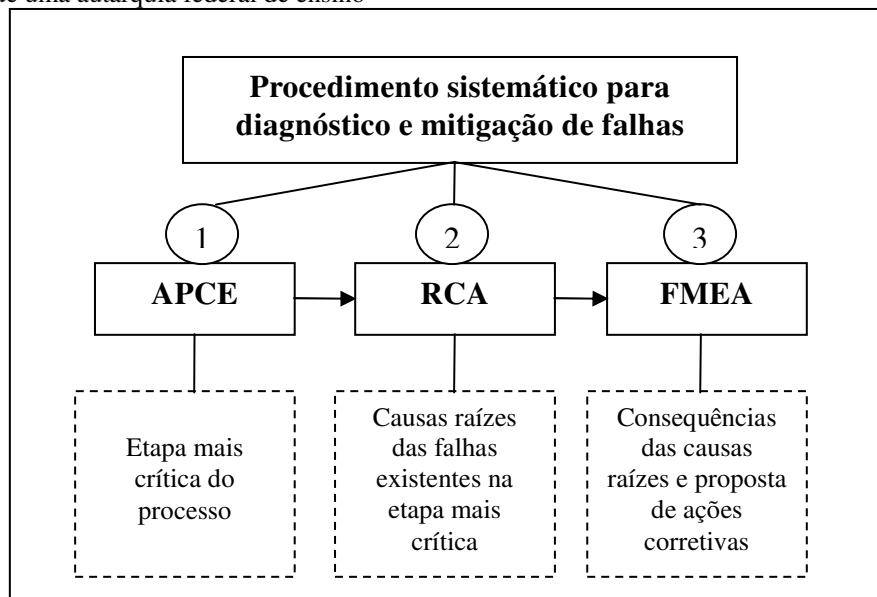 uma autarquia federal de ensino
Procedimento sistemático para
diagnóstico e mitigação de falhas
1
2
3
APCE
RCA
FMEA
Etapa mais
crítica do
processo
Causas raízes
das falhas
existentes na
etapa mais
crítica
Consequências
das causas
raízes e proposta
de ações
corretivas